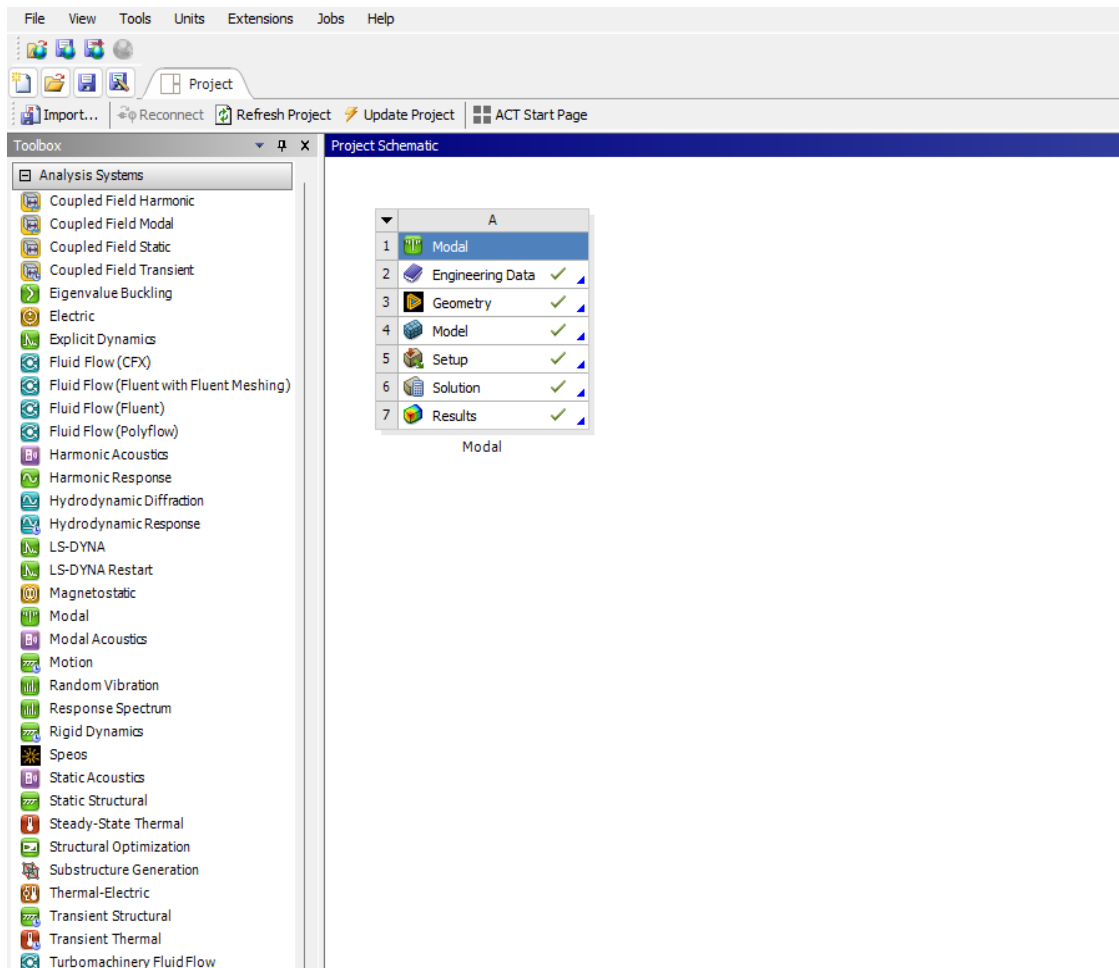 File View Tools Units Extensions Jobs Help
Project
Import... Reconnect Refresh Project Update Project ACT Start Page
Toolbox
Project Schematic
Analysis Systems
Coupled Field Harmonic
Coupled Field Modal
Coupled Field Static
Coupled Field Transient
Eigenvalue Buckling
Electric
Explicit Dynamics
Fluid Flow (CFX)
Fluid Flow (Fluent with Fluent Meshing)
Fluid Flow (Fluent)
Fluid Flow (Polyflow)
Harmonic Acoustics
Harmonic Response
Hydrodynamic Diffraction
Hydrodynamic Response
LS-DYNA
LS-DYNA Restart
Magnetostatic
Modal
Modal Acoustics
Motion
Random Vibration
Response Spectrum
Rigid Dynamics
Speos
Static Acoustics
Static Structural
Steady-State Thermal
Structural Optimization
Substructure Generation
Thermal-Electric
Transient Structural
Transient Thermal
Turbomachinery Fluid Flow
A
1 Modal
2 Engineering Data
3 Geometry
4 Model
5 Setup
6 Solution
7 Results
Modal